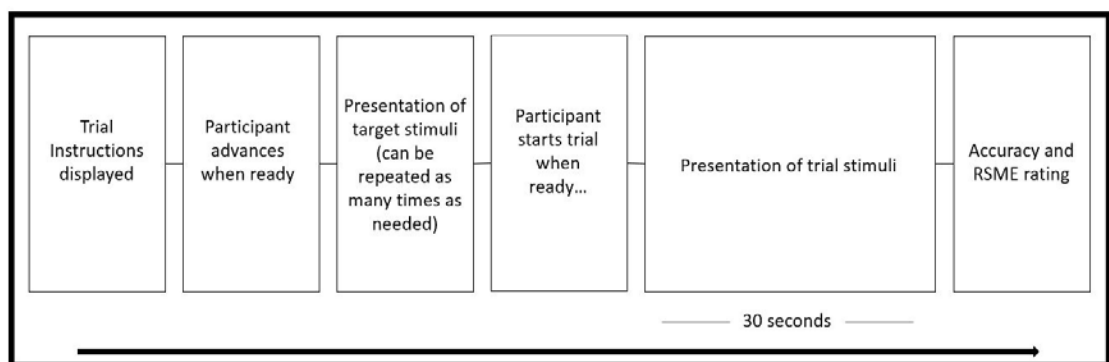 Trial
Instructions
displayed
Participant
advances
when ready
Presentation of
target stimuli
(can be
repeated as
many times as
needed)
Participant
starts trial
when
ready...
Presentation of trial stimuli
Accuracy and
RSME rating
30 seconds